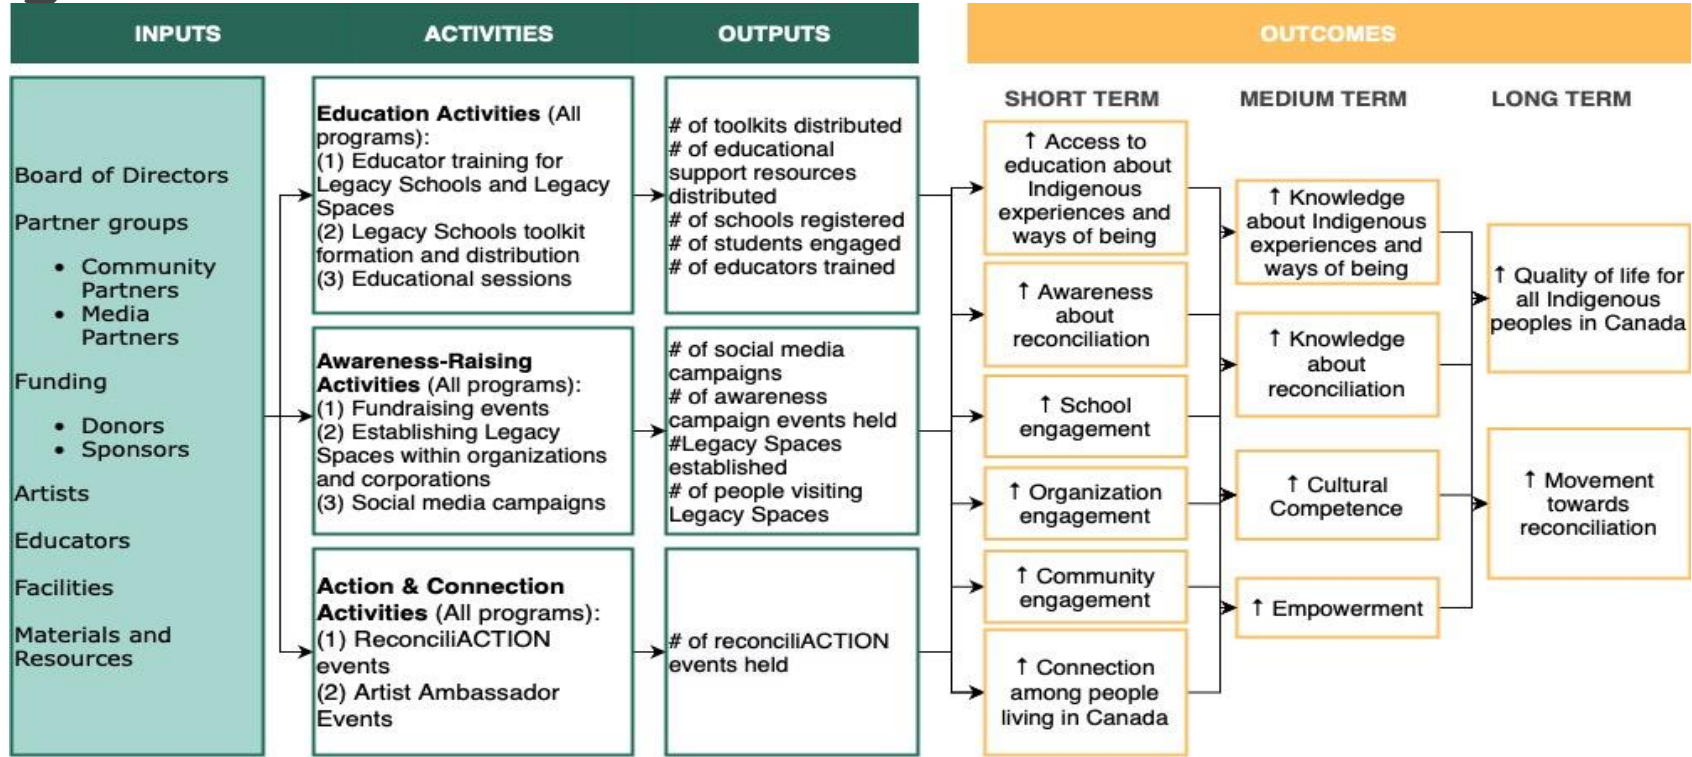 INPUTS
ACTIVITIES
OUTPUTS
OUTCOMES
Board of Directors
Partner groups
• Community
Partners
• Media
Partners
Funding
• Donors
• Sponsors
Artists
Educators
Facilities
Materials and
Resources
Education Activities (All
programs):
(1) Educator training for
Legacy Schools and Legacy
Spaces
(2) Legacy Schools toolkit
formation and distribution
(3) Educational sessions
Awareness-Raising
Activities (All programs):
(1) Fundraising events
(2) Establishing Legacy
Spaces within organizations
and corporations
(3) Social media campaigns
Action & Connection
Activities (All programs):
(1) ReconciliACTION
events
(2) Artist Ambassador
Events
# of toolkits distributed
# of educational
support resources
distributed
# of schools registered
# of students engaged
# of educators trained
# of social media
campaigns
# of awareness
campaign events held
#Legacy Spaces
established
# of people visiting
Legacy Spaces
# of reconciliACTION
events held
SHORT TERM
↑ Access to
education about
Indigenous
experiences and
ways of being
↑ Awareness
about
reconciliation
↑ School
engagement
↑ Organization
engagement
↑ Community
engagement
↑ Connection
among people
living in Canada
MEDIUM TERM
↑ Knowledge
about Indigenous
experiences and
ways of being
↑ Knowledge
about
reconciliation
↑ Cultural
Competence
↑ Empowerment
LONG TERM
↑ Quality of life for
all Indigenous
peoples in Canada
↑ Movement
towards
reconciliation